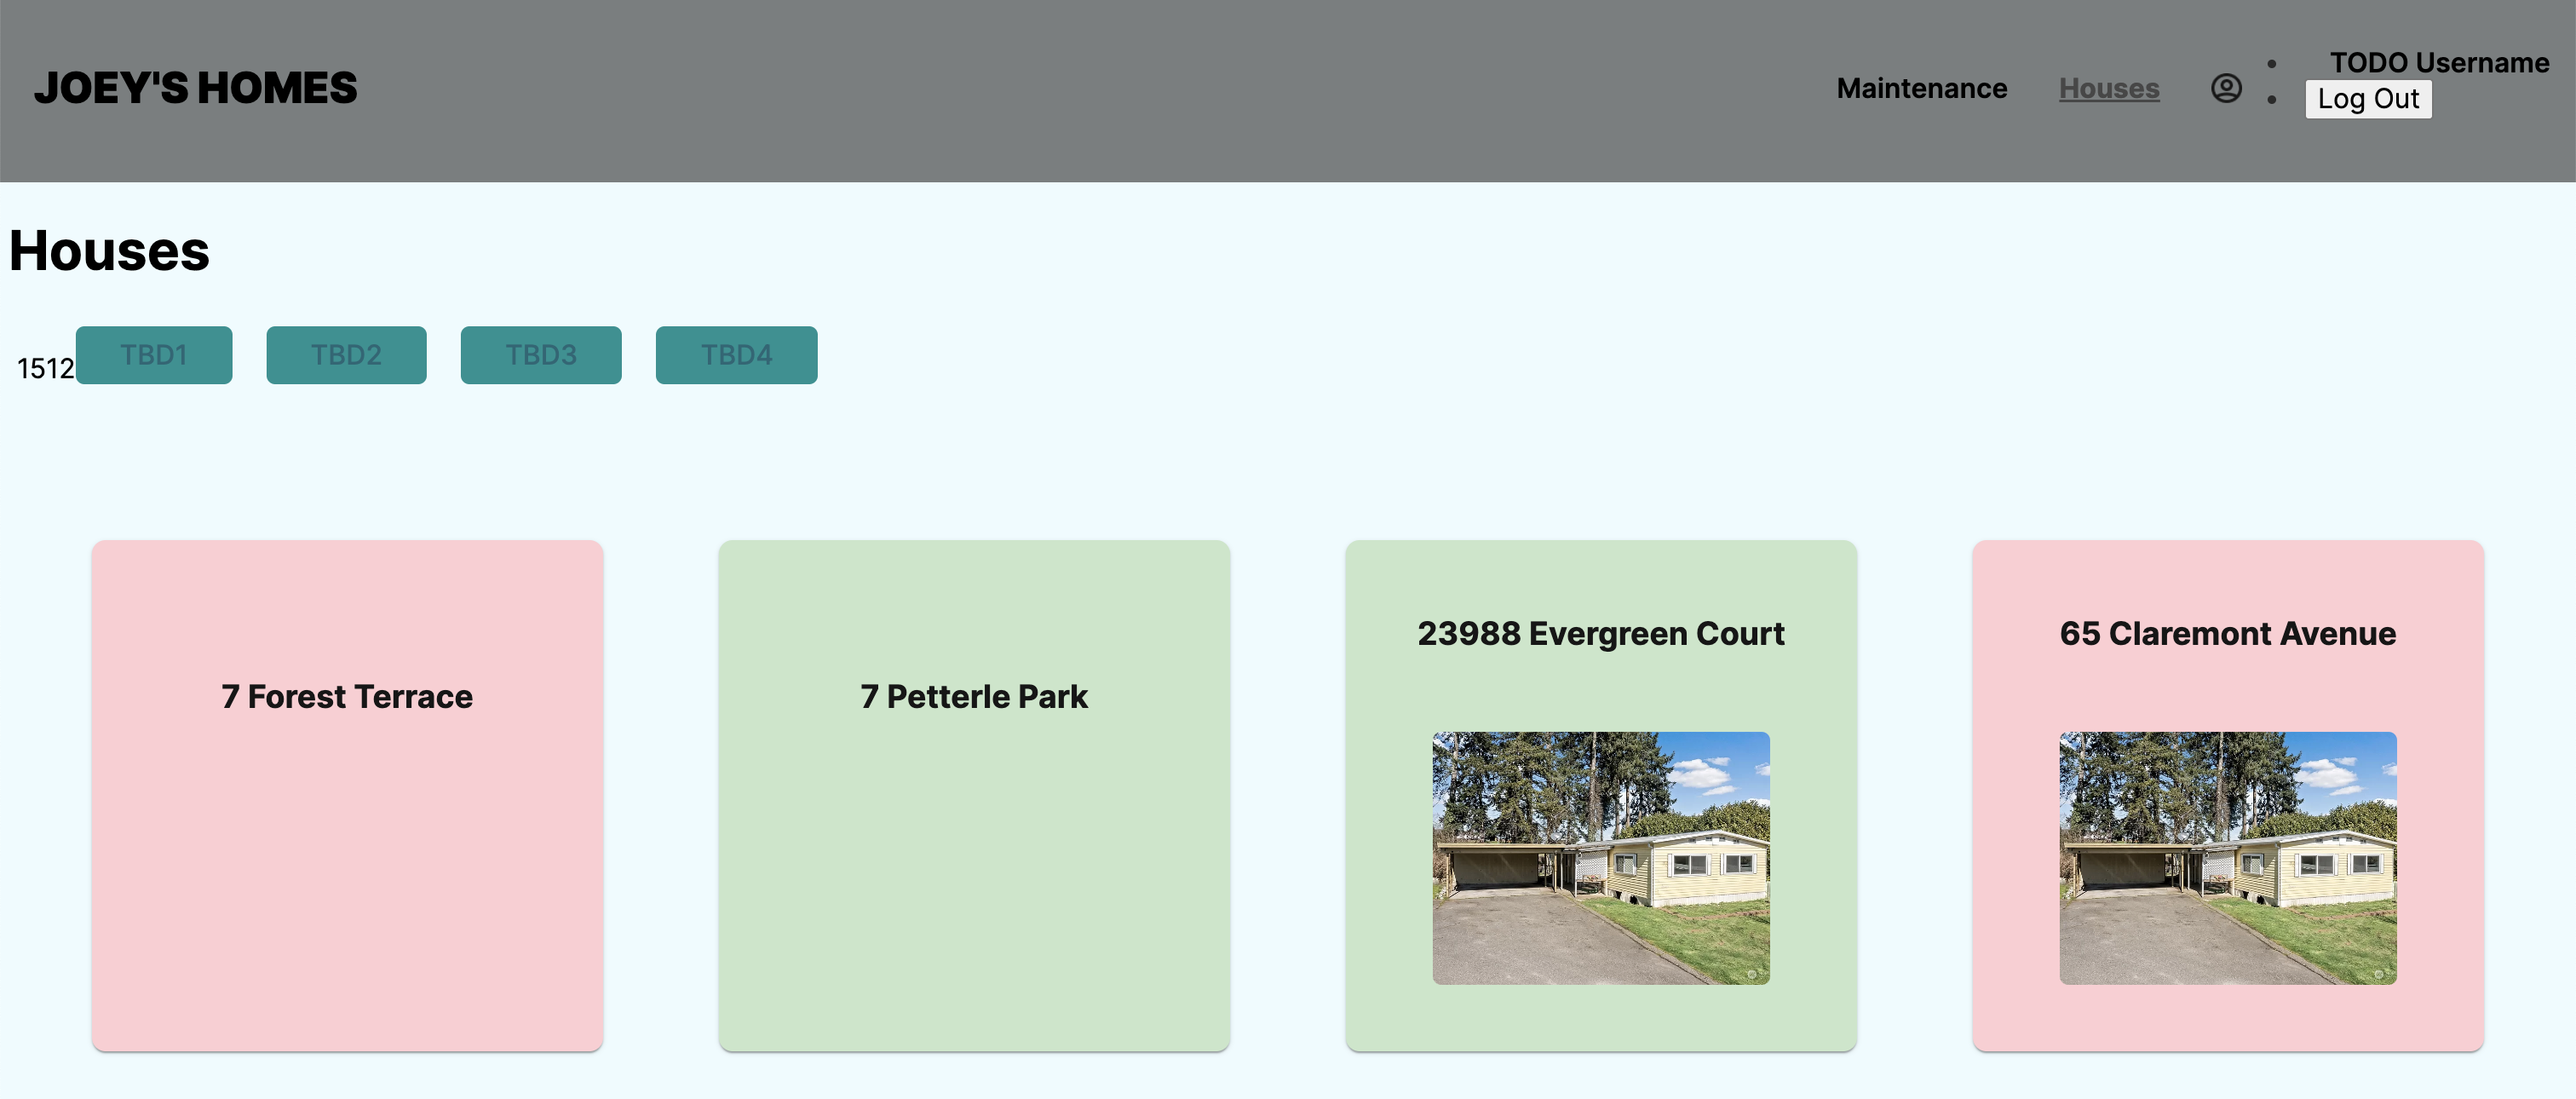 JOEY'S HOMES
Maintenance
Houses
TODO Username
Log Out
Houses
1512
TBD1
TBD2
TBD3
TBD4
7 Forest Terrace
7 Petterle Park
23988 Evergreen Court
65 Claremont Avenue